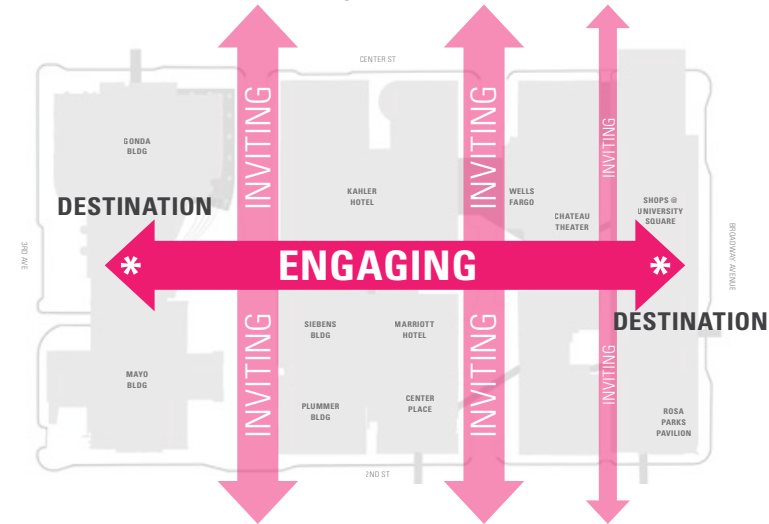 CENTER ST
INVITING
INVITING
INVITING
GONDA
BLDG
KAHLER
HOTEL
WELLS
FARGO
CHATEAU
THEATER
SHOPS @
UNIVERSITY
SQUARE
DESTINATION
3RD AVE
BROADWAY AVENUE
* ENGAGING *
DESTINATION
INVITING
INVITING
INVITING
SIEBENS
BLDG
MARRIOTT
HOTEL
MAYO
BLDG
PLUMMER
BLDG
CENTER
PLACE
ROSA
PARKS
PAVILION
2ND ST